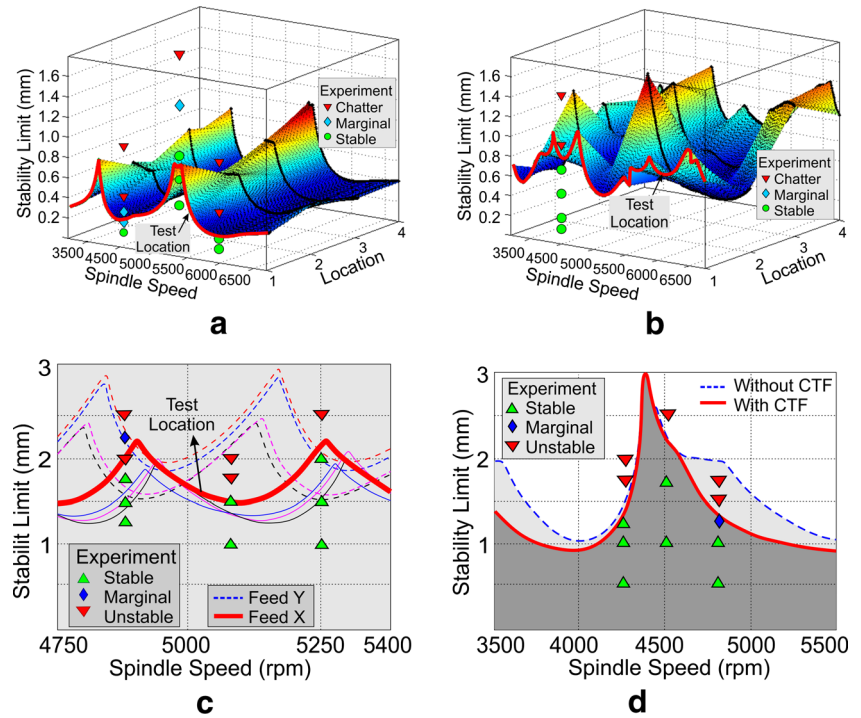 1.6
1.4
1.2
1.0
0.8
0.6
0.4
0.2
Stability Limit (mm)
Experiment
Chatter
Marginal
Stable
Test
Location
3500
4500
5000
5500
6000
6500
Spindle Speed
1
2
3
4
Location
a
1.6
1.4
1.2
1.0
0.8
0.6
0.4
0.2
Stability Limit (mm)
Experiment
Chatter
Marginal
Stable
Test
Location
3500
4500
5000
5500
6000
6500
Spindle Speed
1
2
3
4
Location
b
3
2
1
Stabilit Limit (mm)
Test
Location
Experiment
Stable
Marginal
Unstable
Feed Y
Feed X
4750
5000
5250
5400
Spindle Speed (rpm)
c
3
2
1
Stability Limit (mm)
Experiment
Stable
Marginal
Unstable
Without CTF
With CTF
3500
4000
4500
5000
5500
Spindle Speed (rpm)
d